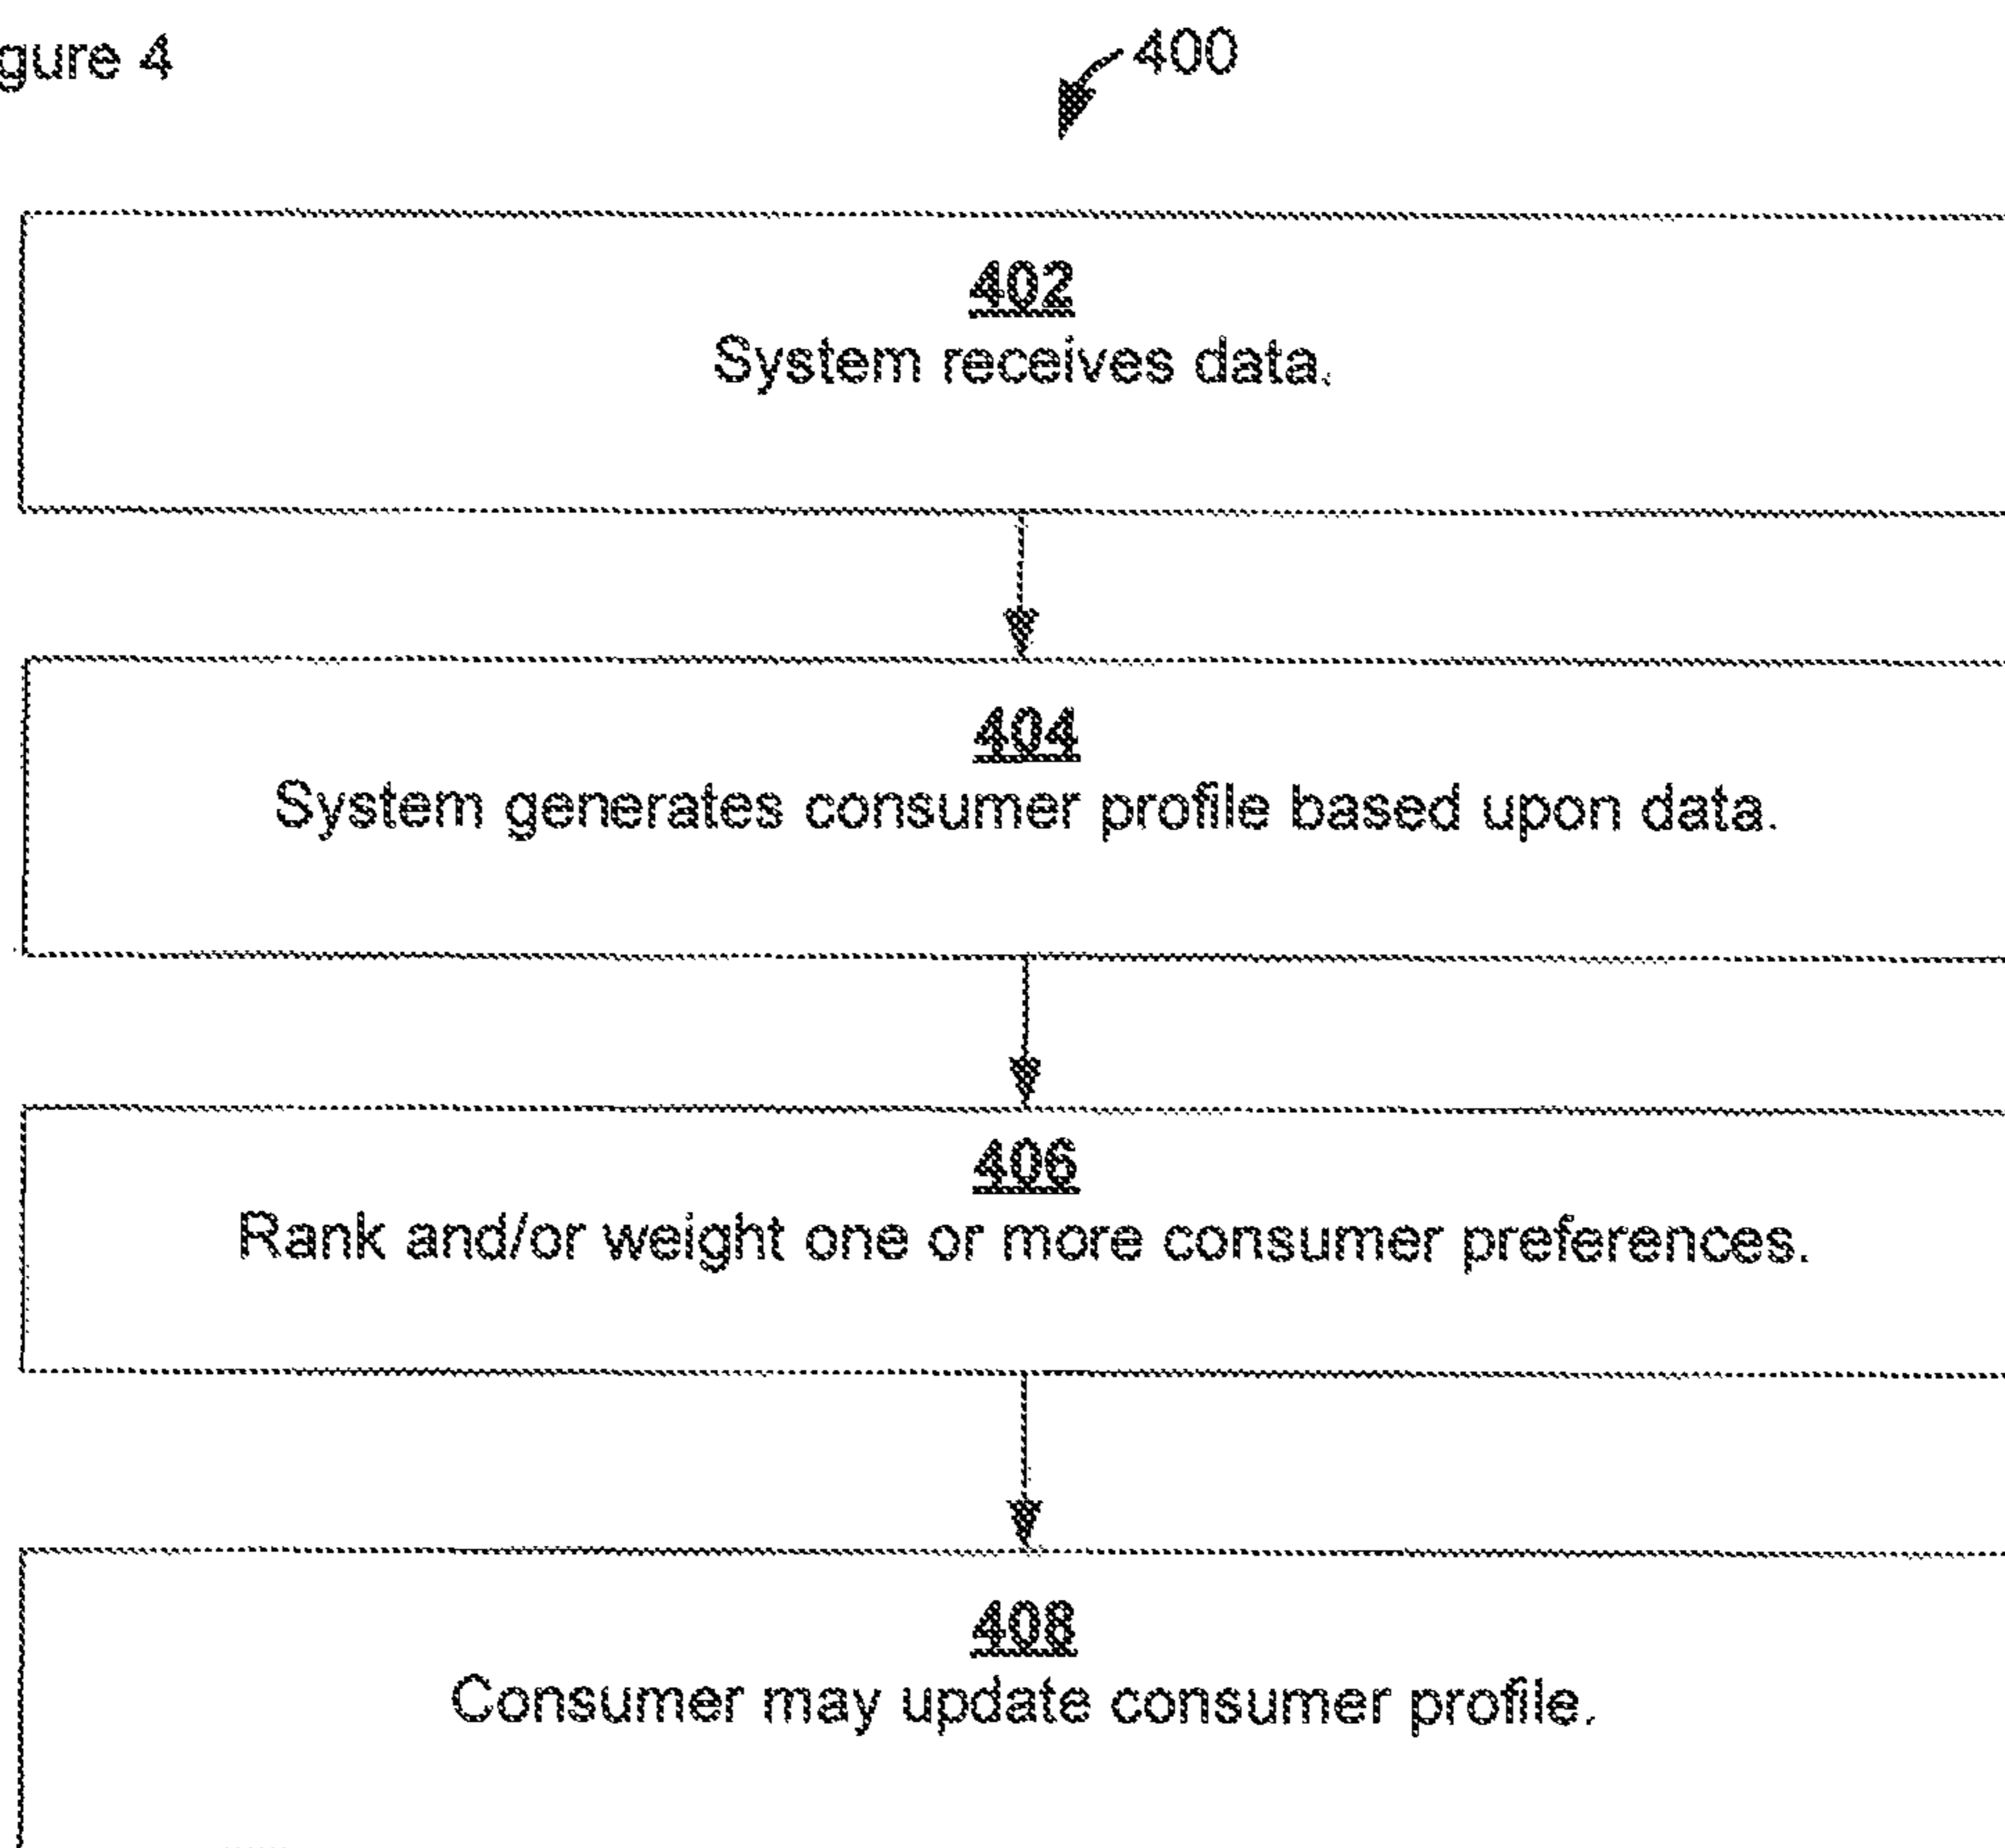 gure 4
400
402
System receives data.
404
System generates consumer profile based upon data.
406
Rank and/or weight one or more consumer preferences.
408
Consumer may update consumer profile.